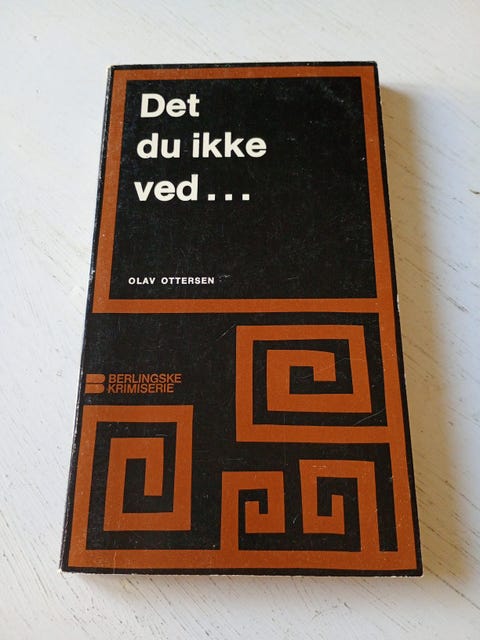 Det
du ikke
ved...
OLAV OTTERSEN
BERLINGSKE
KRIMISERIE